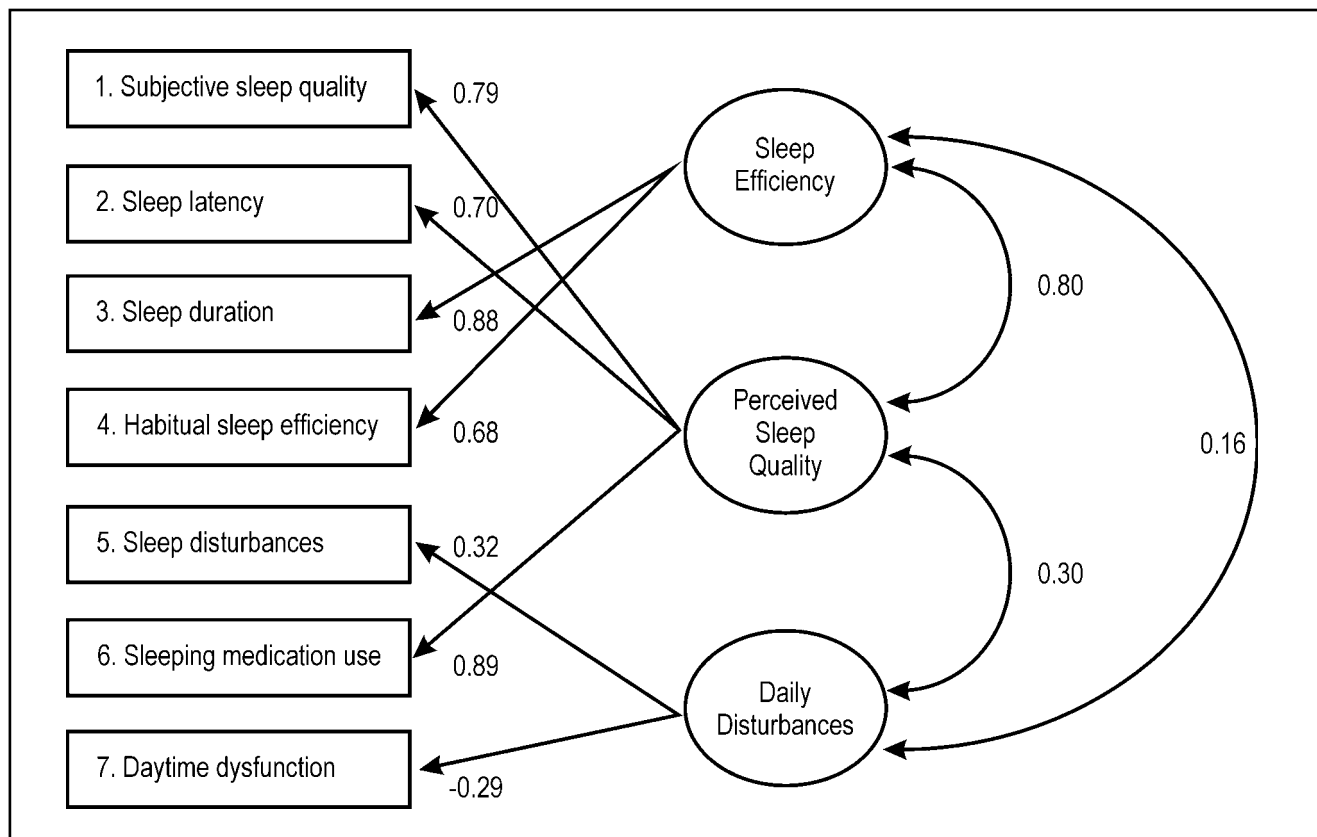 1. Subjective sleep quality
0.79
2. Sleep latency
0.70
3. Sleep duration
0.88
4. Habitual sleep efficiency
0.68
5. Sleep disturbances
0.32
6. Sleeping medication use
0.89
7. Daytime dysfunction
-0.29
Sleep
Efficiency
Perceived
Sleep
Quality
Daily
Disturbances
0.80
0.30
0.16